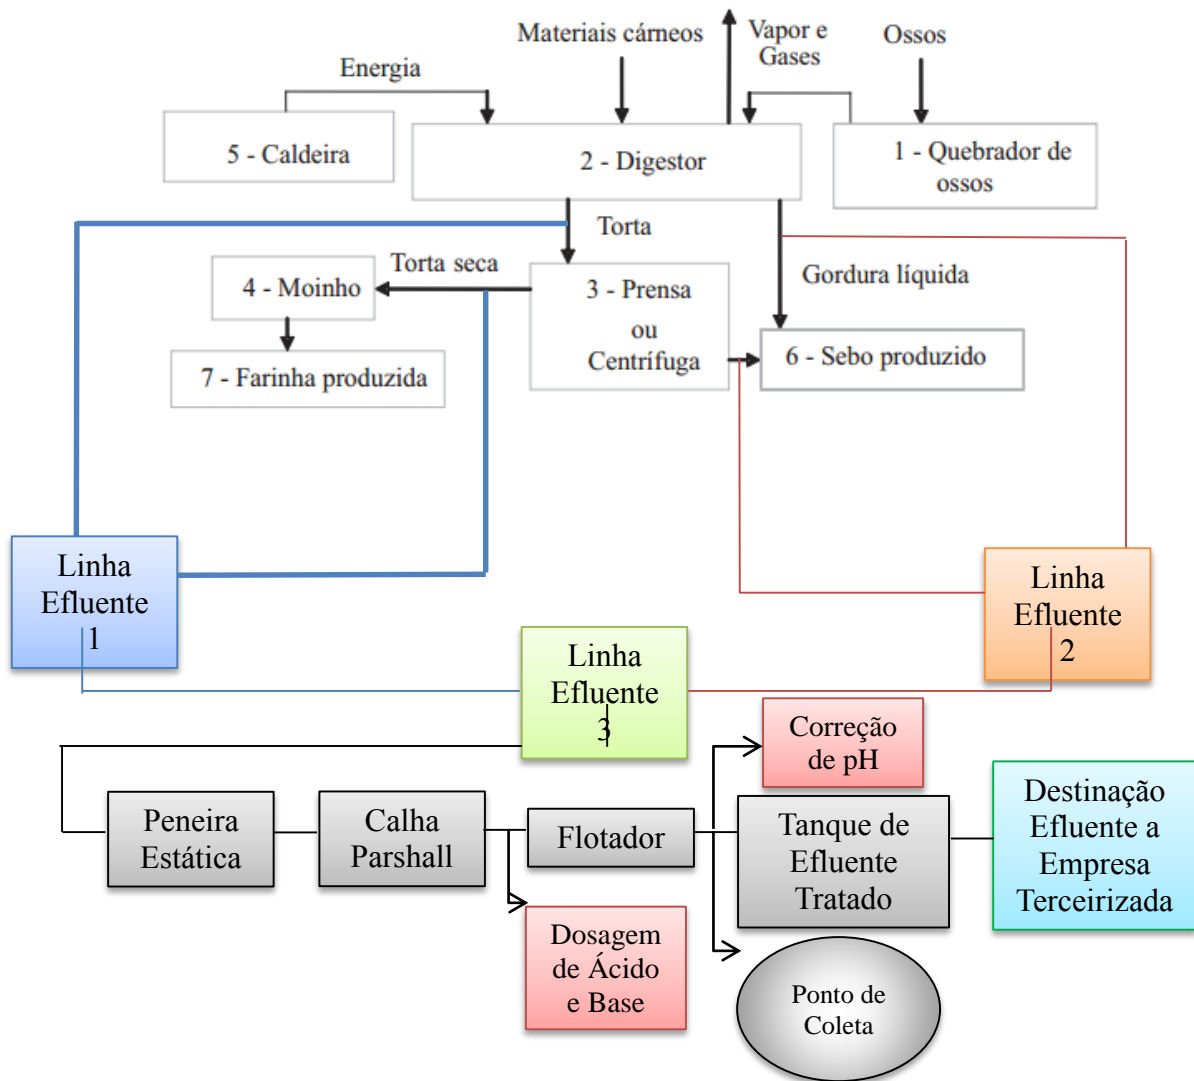 Materiais cárneos
Vapor e
Gases
Ossos
Energia
5 - Caldeira
2 - Digestor
1 - Quebrador de
ossos
Torta
Torta seca
Gordura líquida
4 - Moinho
3 - Prensa
ou
Centrífuga
6 - Sebo produzido
7 - Farinha produzida
Linha
Efluente
1
Linha
Efluente
2
Linha
Efluente
3
Correção
de pH
Peneira
Estática
Calha
Parshall
Flotador
Tanque de
Efluente
Tratado
Destinação
Efluente a
Empresa
Terceirizada
Dosagem
de Ácido
e Base
Ponto de
Coleta